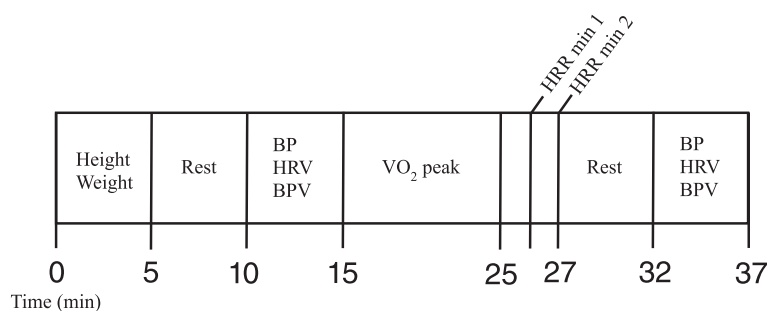 HRR min 1
HRR min 2
Height
Weight
Rest
BP
HRV
BPV
VO2 peak
Rest
BP
HRV
BPV
0 5 10 15 25 27 32 37
Time (min)